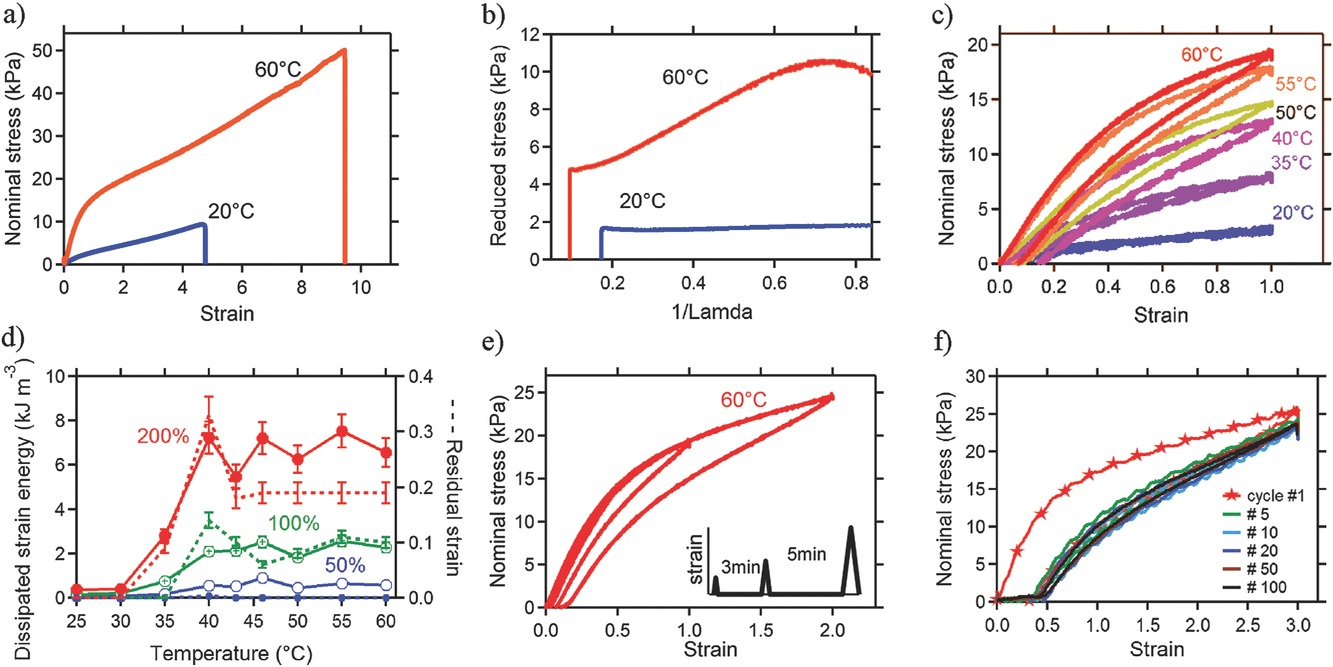 a)
Nominal stress (kPa)
50
40
30
20
10
0
60°C
20°C
0 2 4 6 8 10
Strain
b)
Reduced stress (kPa)
12
10
8
6
4
2
0
60°C
20°C
0.2 0.4 0.6 0.8
1/Lamda
c)
Nominal stress (kPa)
20
15
10
5
0
60°C
55°C
50°C
40°C
35°C
20°C
0.0 0.2 0.4 0.6 0.8 1.0
Strain
d)
Dissipated strain energy (kJ m-3)
10
8
6
4
2
0
200%
100%
50%
0.4
0.3
0.2
0.1
0.0
--- Residual strain
25 30 35 40 45 50 55 60
Temperature (°C)
e)
Nominal stress (kPa)
25
20
15
10
5
0
60°C
strain
3min
5min
0.0 0.5 1.0 1.5 2.0
Strain
f)
Nominal stress (kPa)
30
25
20
15
10
5
0
cycle #1
# 5
# 10
# 20
# 50
# 100
0.0 0.5 1.0 1.5 2.0 2.5 3.0
Strain